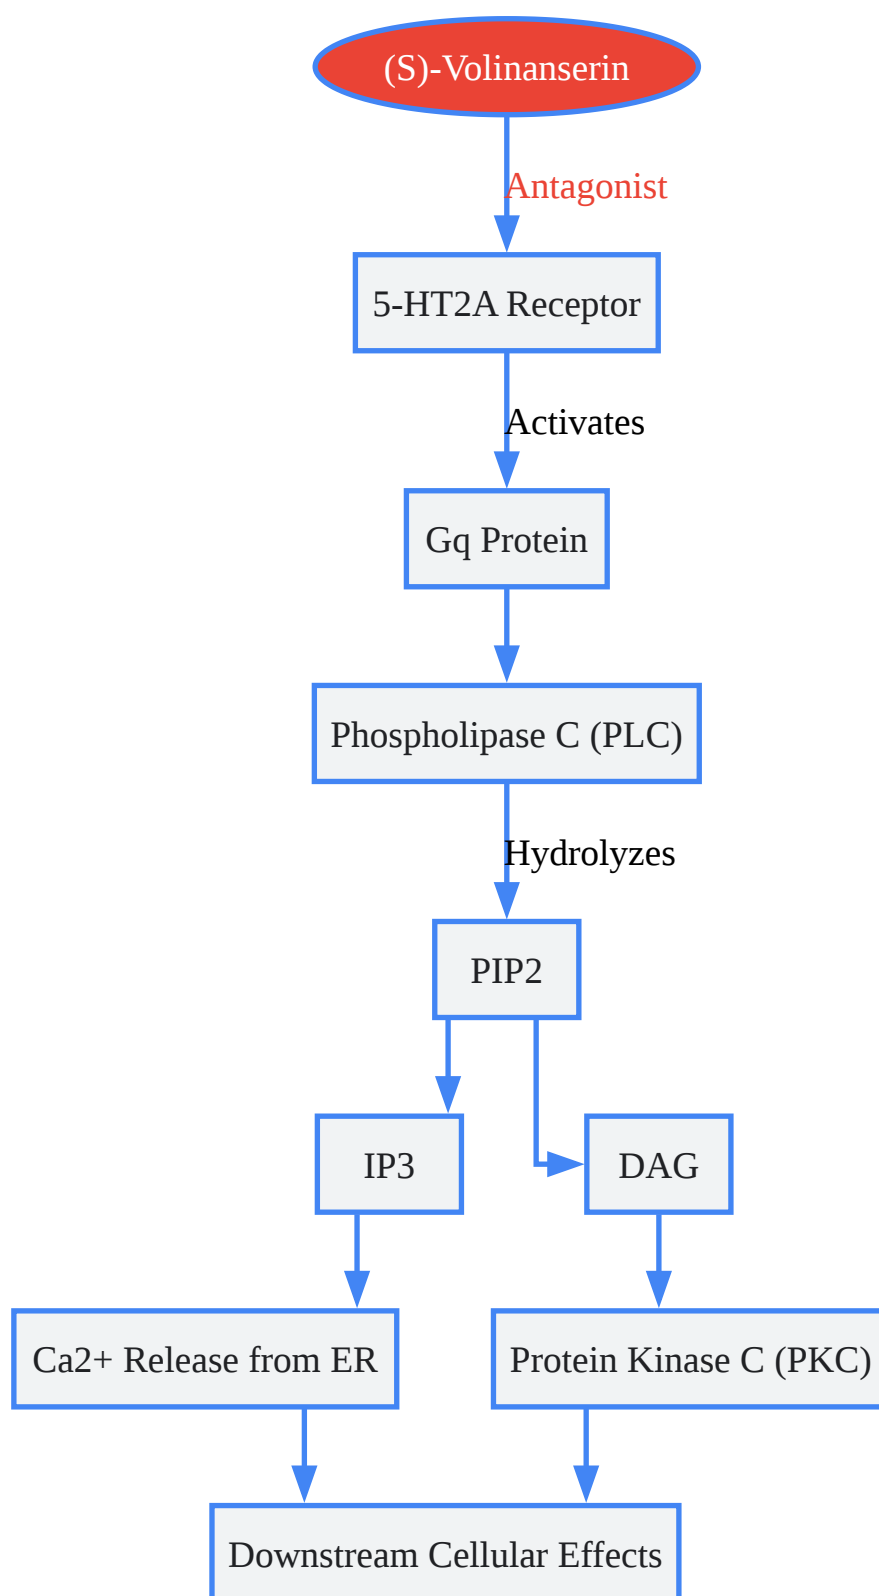 (S)-Volinanserin
Antagonist
5-HT2A Receptor
Activates
Gq Protein
Phospholipase C (PLC)
Hydrolyzes
PIP2
IP3
DAG
Ca2+ Release from ER
Protein Kinase C (PKC)
Downstream Cellular Effects